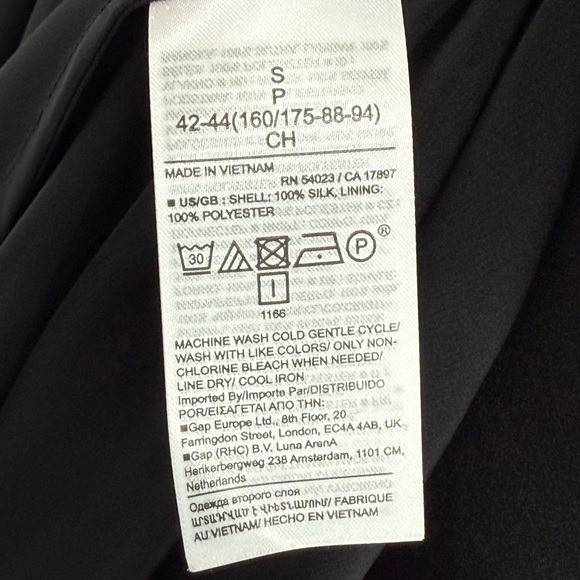 S
P
42-44(160/175-88-94)
CH
MADE IN VIETNAM
RN 54023 / CA 17897
■ US/GB : SHELL: 100% SILK, LINING:
100% POLYESTER
30
P ®
1166
MACHINE WASH COLD GENTLE CYCLE/
WASH WITH LIKE COLORS/ ONLY NON-
CHLORINE BLEACH WHEN NEEDED/
LINE DRY/ COOL IRON
Imported By/Importe Par/DISTRIBUIDO
POR/ΕΙΣΑΓΕΤΑΙ ΑΠΟ ΤΗΝ:
■Gap Europe Ltd., 8th Floor, 20
Farringdon Street, London, EC4A 4AB, UK
■Gap (RHC) B.V. Luna ArenA
Herikerbergweg 238 Amsterdam, 1101 CM,
Netherlands
Одежда второго слоя
ԱՐՏԱԴՐՎԱԾ Է ՎԻԵՏՆԱՄՈՒՄ/ FABRIQUE
AU VIETNAM/ HECHO EN VIETNAM